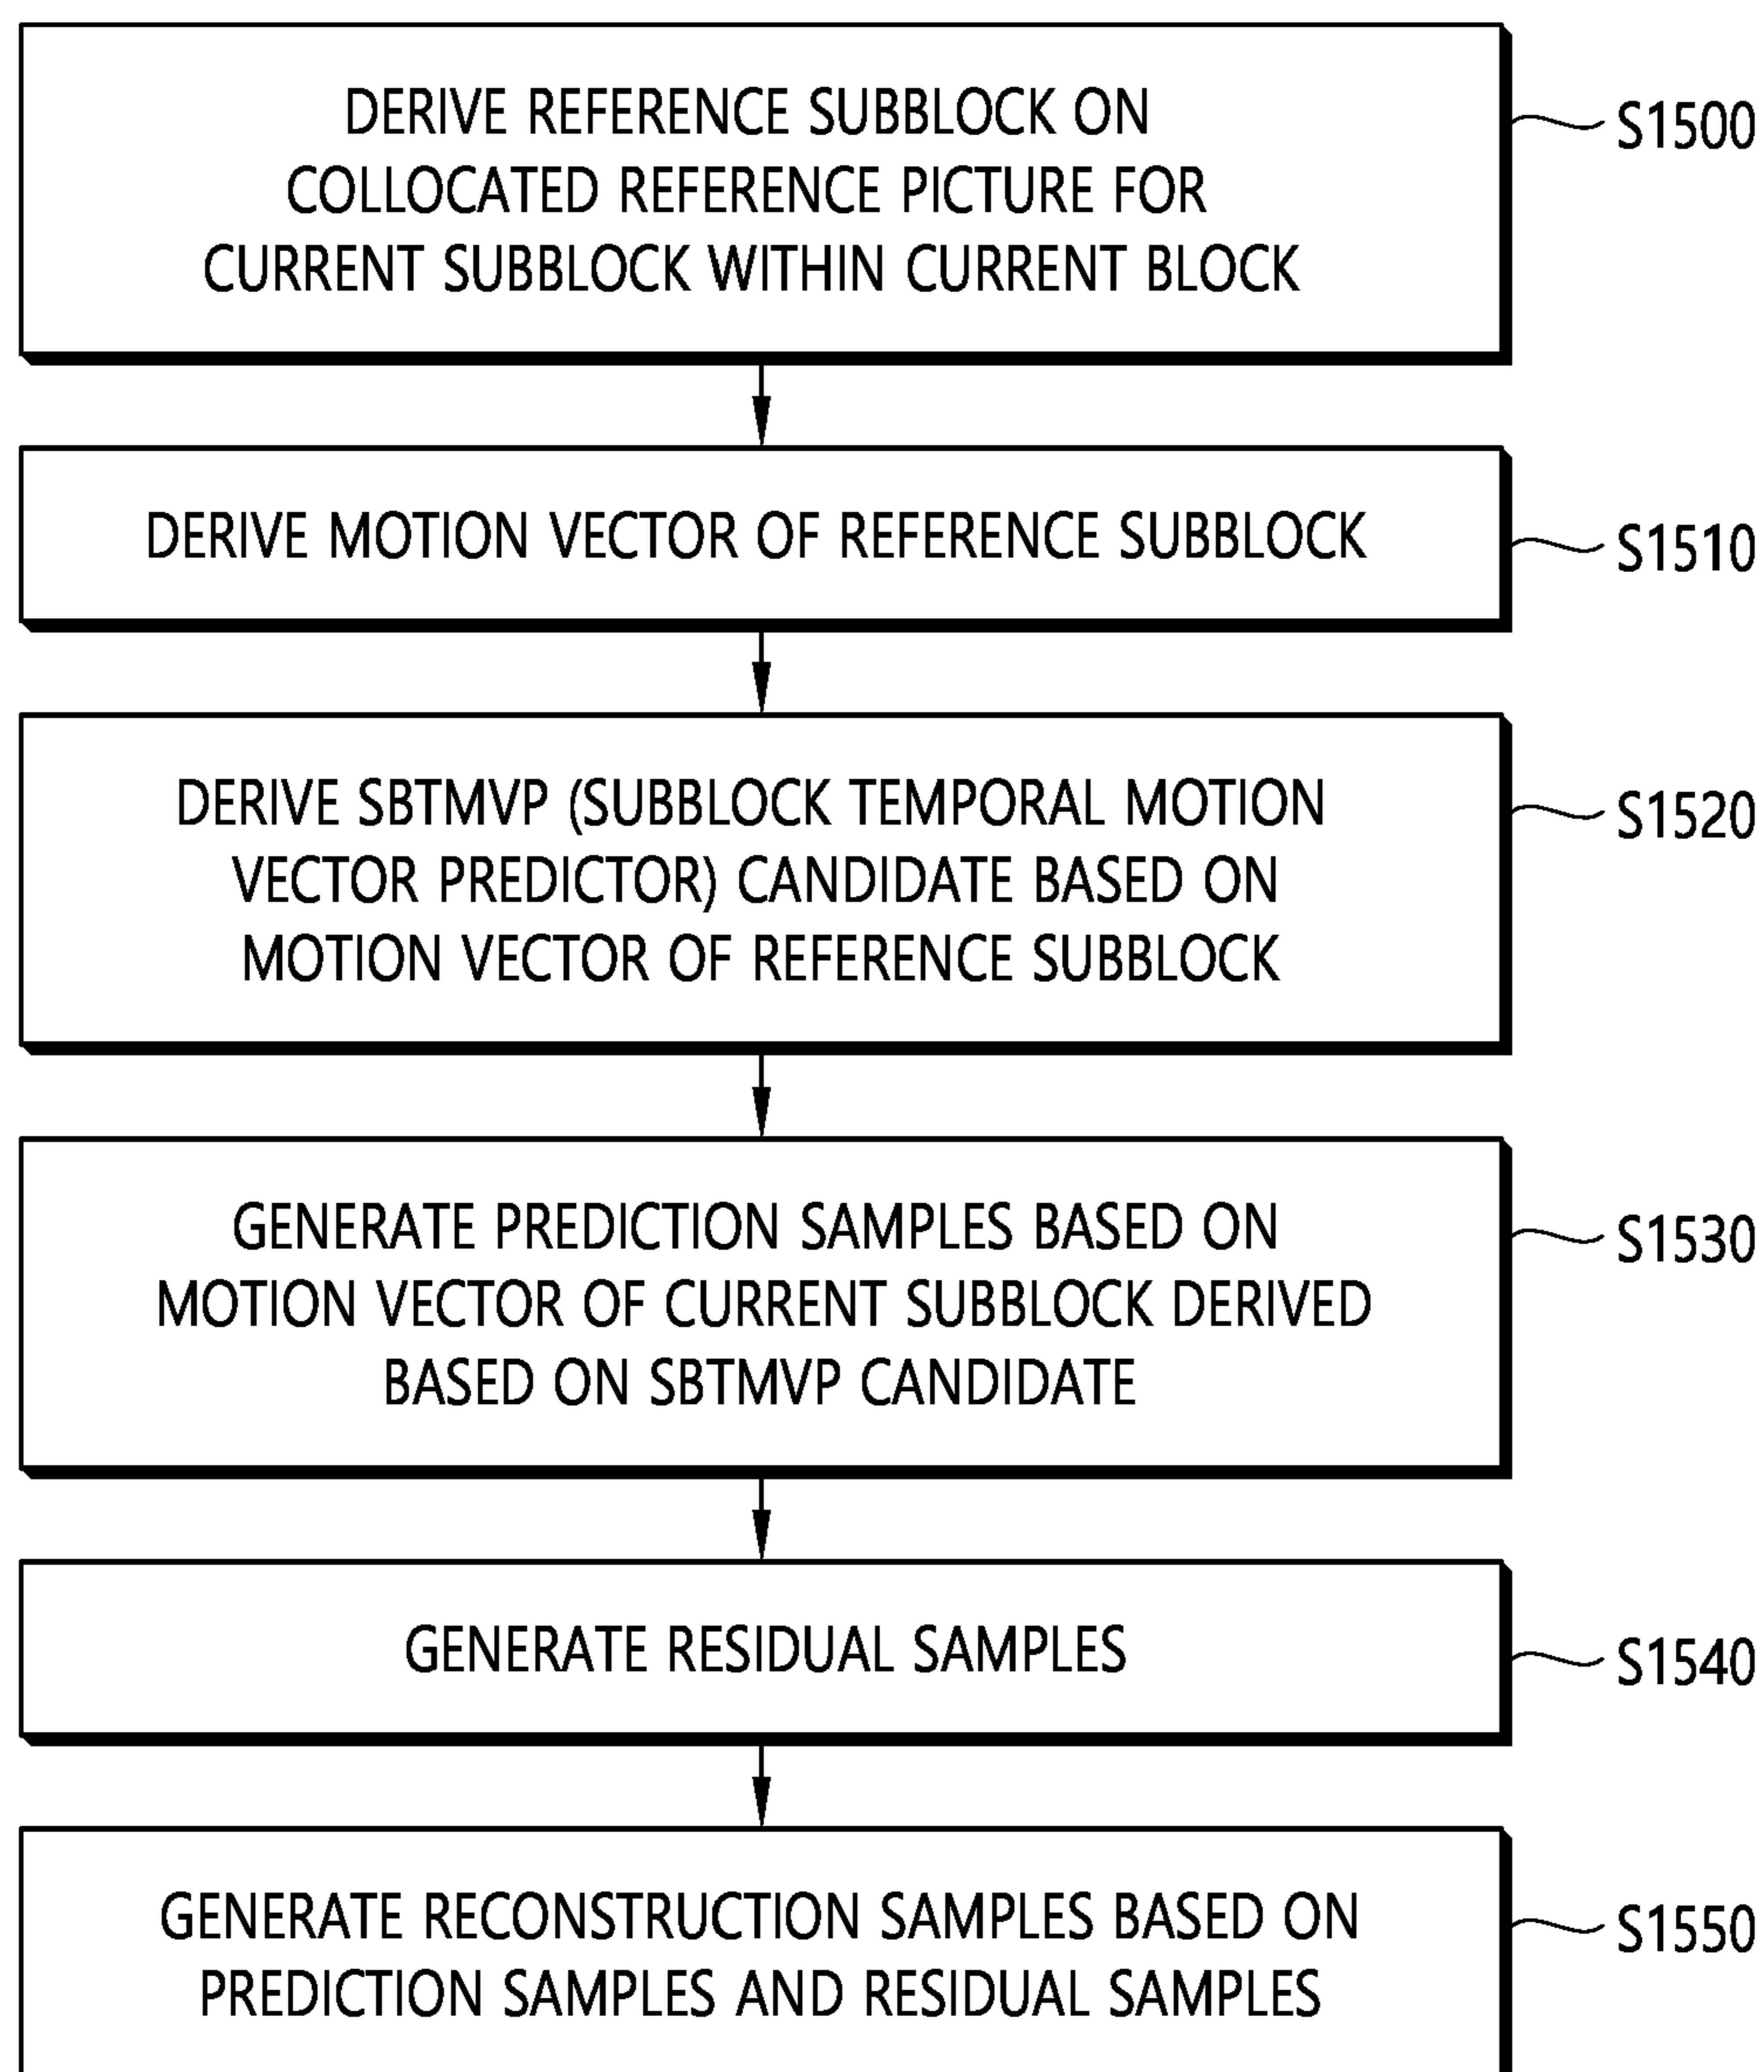 DERIVE REFERENCE SUBBLOCK ON
COLLOCATED REFERENCE PICTURE FOR
CURRENT SUBBLOCK WITHIN CURRENT BLOCK
S1500
DERIVE MOTION VECTOR OF REFERENCE SUBBLOCK
S1510
DERIVE SBTMVP (SUBBLOCK TEMPORAL MOTION
VECTOR PREDICTOR) CANDIDATE BASED ON
MOTION VECTOR OF REFERENCE SUBBLOCK
S1520
GENERATE PREDICTION SAMPLES BASED ON
MOTION VECTOR OF CURRENT SUBBLOCK DERIVED
BASED ON SBTMVP CANDIDATE
S1530
GENERATE RESIDUAL SAMPLES
S1540
GENERATE RECONSTRUCTION SAMPLES BASED ON
PREDICTION SAMPLES AND RESIDUAL SAMPLES
S1550